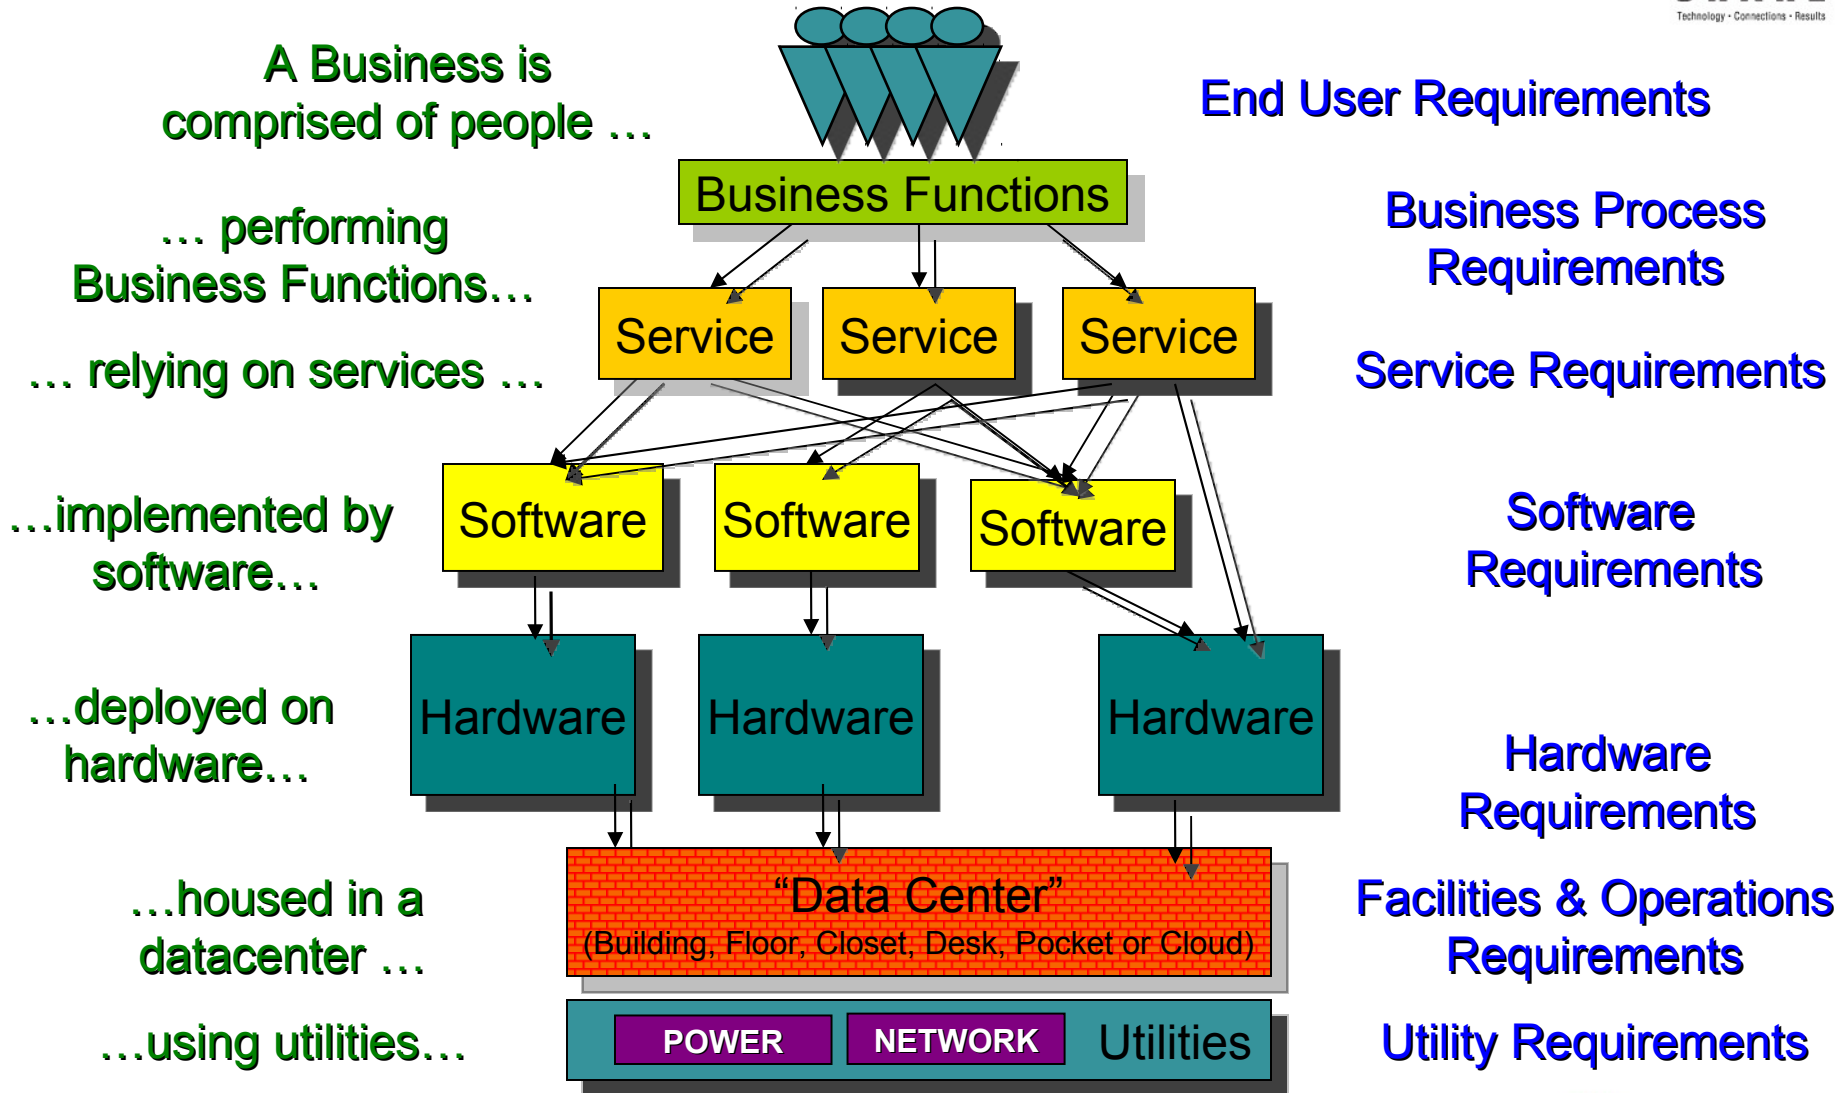 Technology • Connections • Results
A Business is
comprised of people …
End User Requirements
Business Functions
… performing
Business Functions…
Business Process
Requirements
Service
Service
Service
… relying on services …
Service Requirements
Software
Software
Software
…implemented by
software…
Software
Requirements
Hardware
Hardware
Hardware
…deployed on
hardware…
Hardware
Requirements
“Data Center”
(Building, Floor, Closet, Desk, Pocket or Cloud)
…housed in a
datacenter …
Facilities & Operations
Requirements
…using utilities…
POWER
NETWORK
Utilities
Utility Requirements